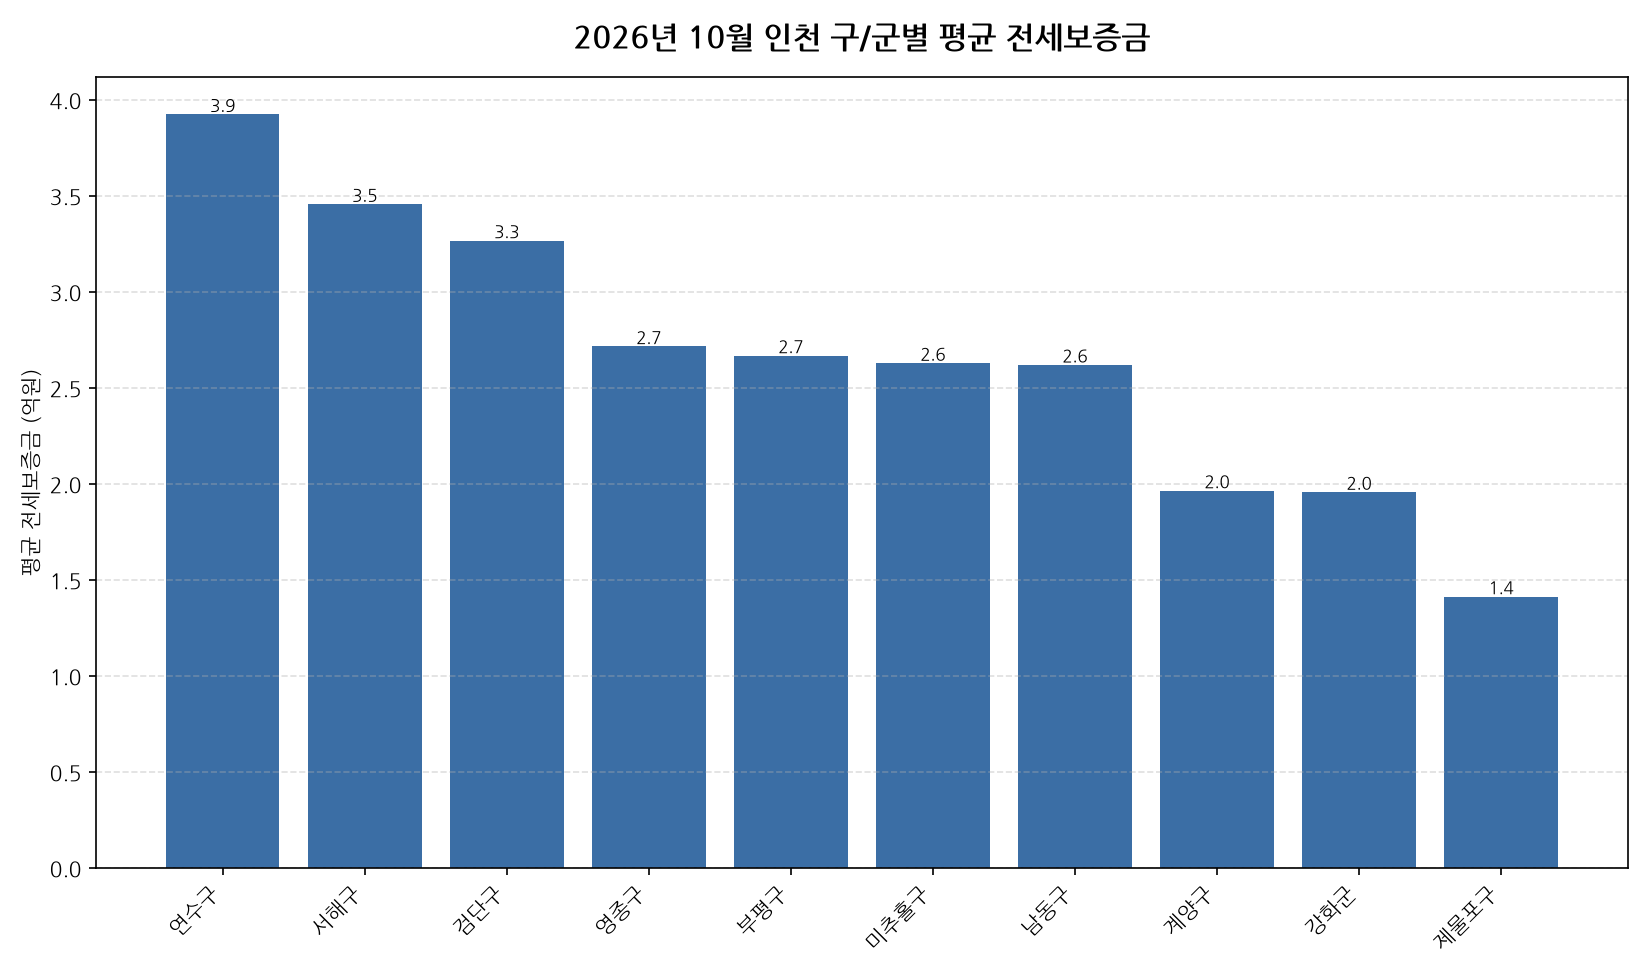 2026년 10월 인천 구/군별 평균 전세보증금
평균 전세보증금 (억원)
4.0
3.5
3.0
2.5
2.0
1.5
1.0
0.5
0.0
3.9
3.5
3.3
2.7
2.7
2.6
2.6
2.0
2.0
1.4
연수구
서해구
검단구
영종구
부평구
미추홀구
남동구
계양구
강화군
제물포구